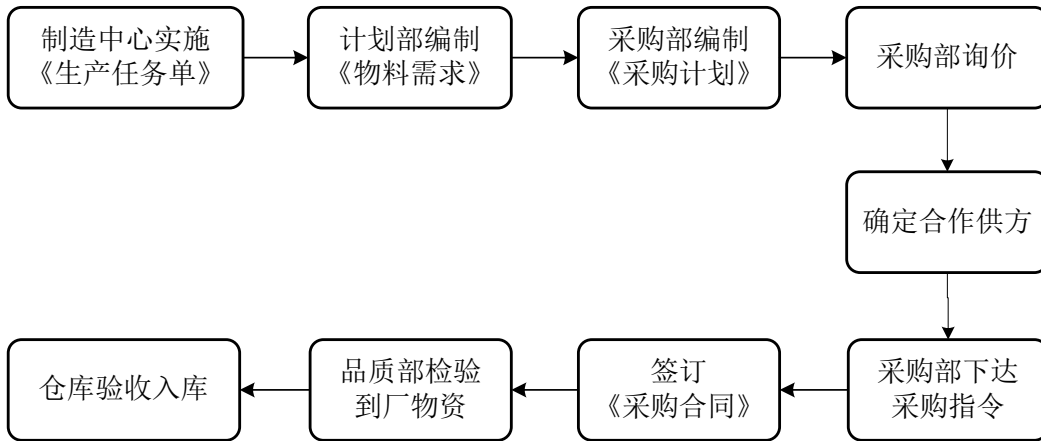 制造中心实施
《生产任务单》
计划部编制
《物料需求》
采购部编制
《采购计划》
采购部询价
确定合作供方
采购部下达
采购指令
签订
《采购合同》
品质部检验
到厂物资
仓库验收入库